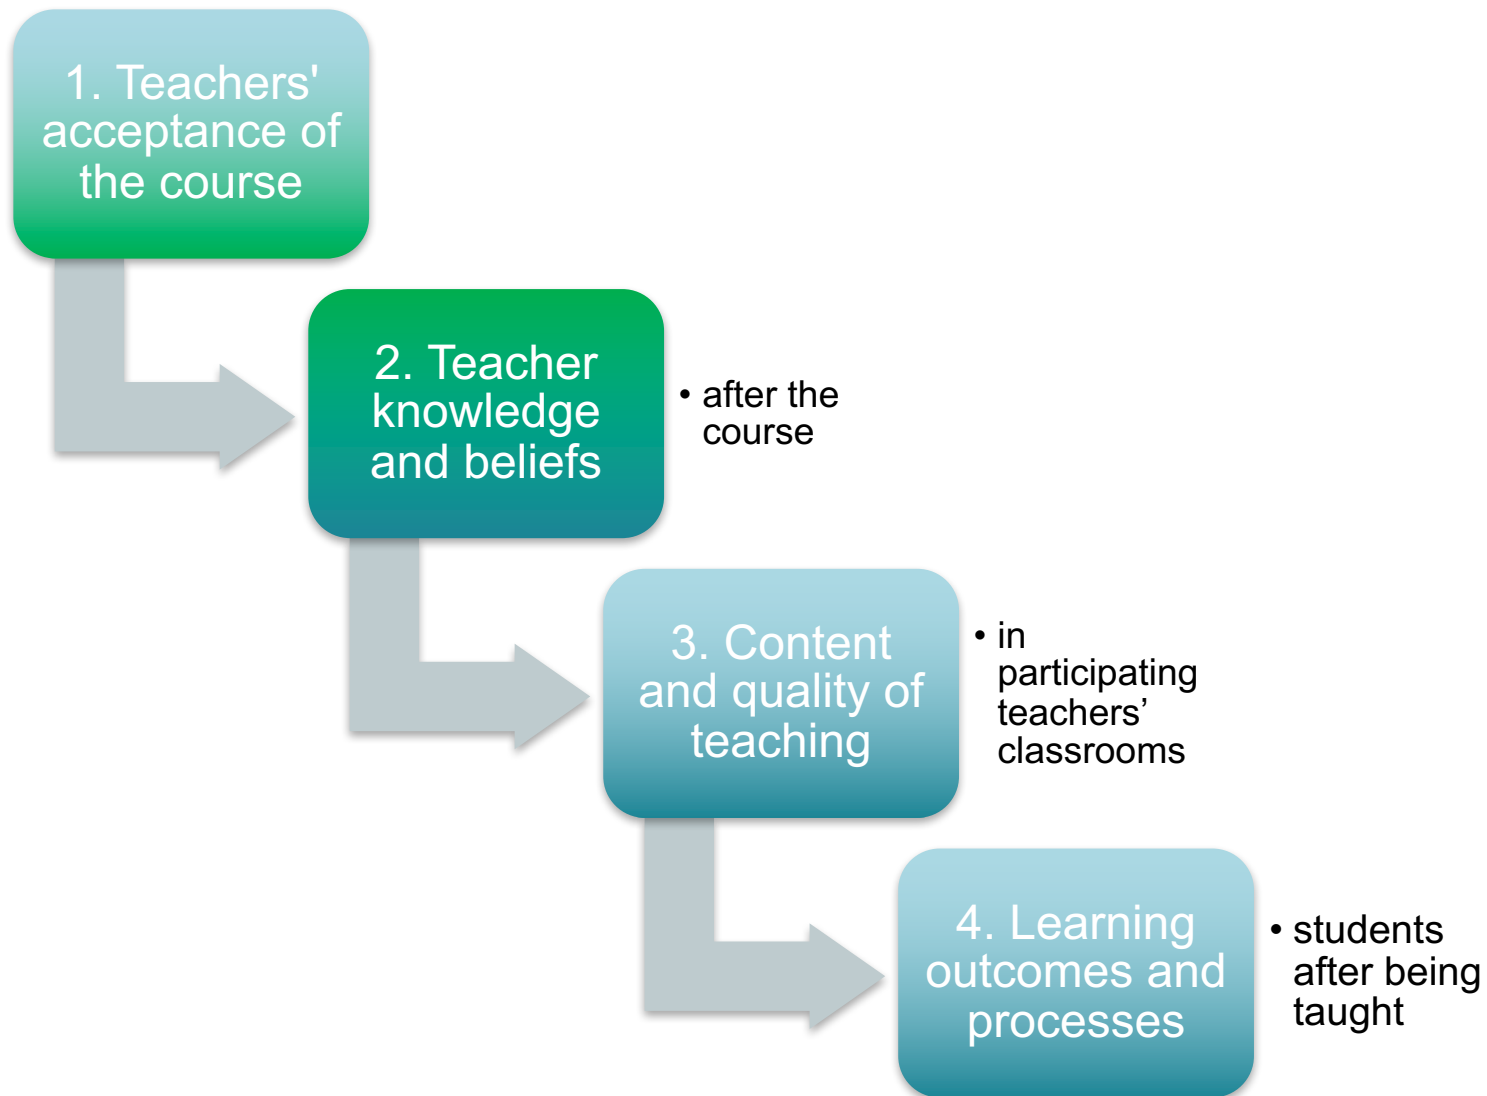 1. Teachers'
acceptance of
the course
2. Teacher
knowledge
and beliefs
• after the
course
3. Content
and quality of
teaching
• in
participating
teachers’
classrooms
4. Learning
outcomes and
processes
• students
after being
taught